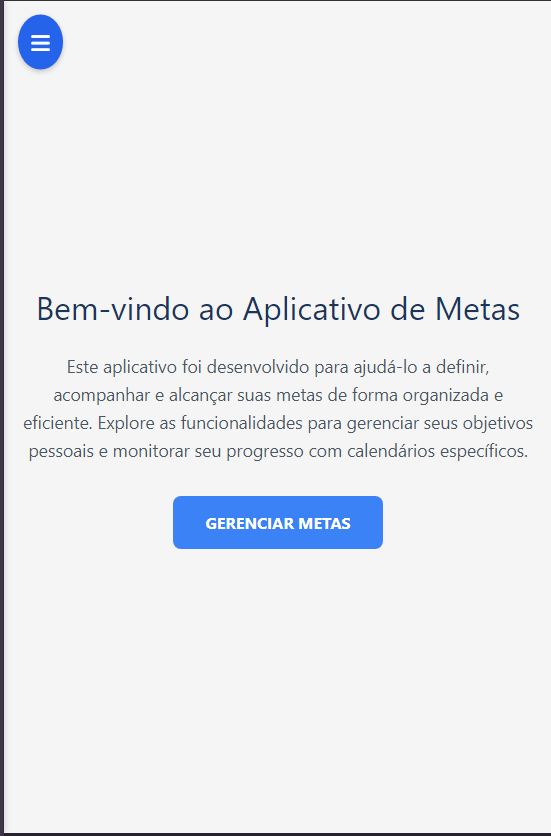 Bem-vindo ao Aplicativo de Metas
Este aplicativo foi desenvolvido para ajudá-lo a definir,
acompanhar e alcançar suas metas de forma organizada e
eficiente. Explore as funcionalidades para gerenciar seus objetivos
pessoais e monitorar seu progresso com calendários específicos.
GERENCIAR METAS